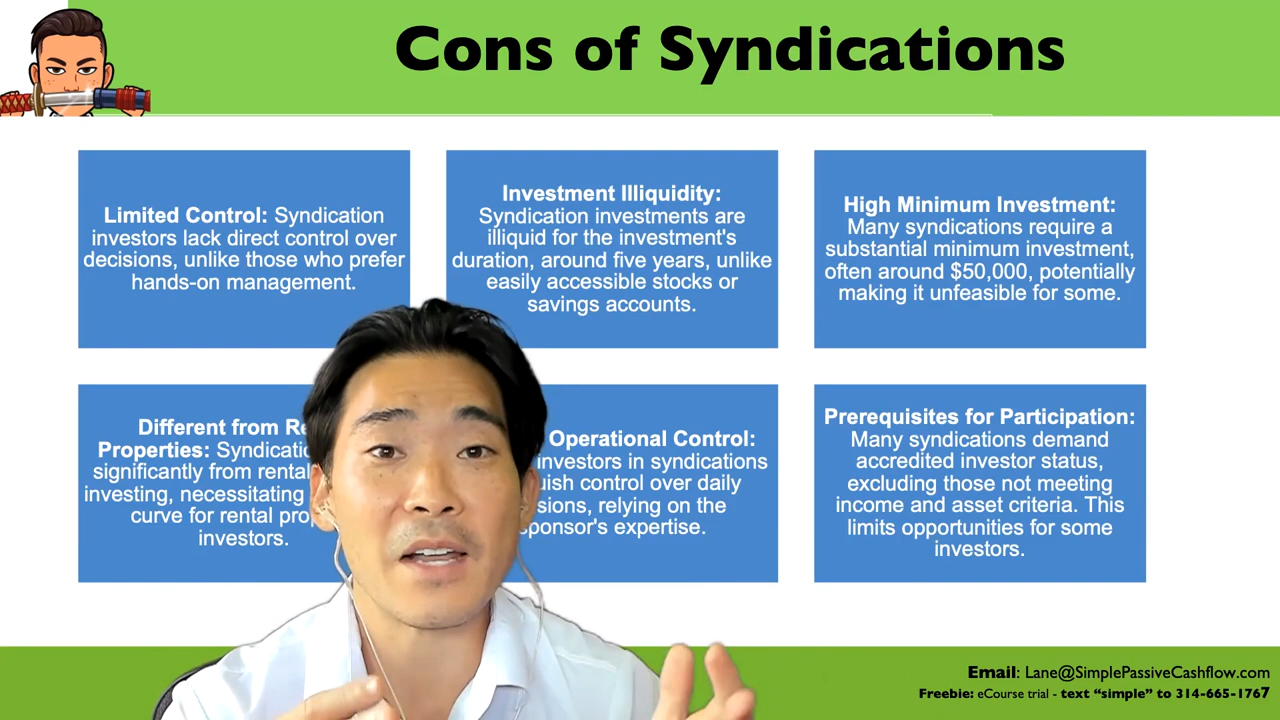 Cons of Syndications
Limited Control: Syndication
investors lack direct control over
decisions, unlike those who prefer
hands-on management.
Investment Illiquidity:
Syndication investments are
illiquid for the investment's
duration, around five years, unlike
easily accessible stocks or
savings accounts.
High Minimum Investment:
Many syndications require a
substantial minimum investment,
often around $50,000, potentially
making it unfeasible for some.
Different from
Properties:
significantly from rental
investing, necessitating
curve for rental
investors.
Operational Control:
investors in syndications
control over daily
relying on the
sponsor's expertise.
Prerequisites for Participation:
Many syndications demand
accredited investor status,
excluding those not meeting
income and asset criteria. This
limits opportunities for some
investors.
Email: Lane@SimplePassiveCashflow.com
Freebie: eCourse trial - text “simple” to 314-665-1767